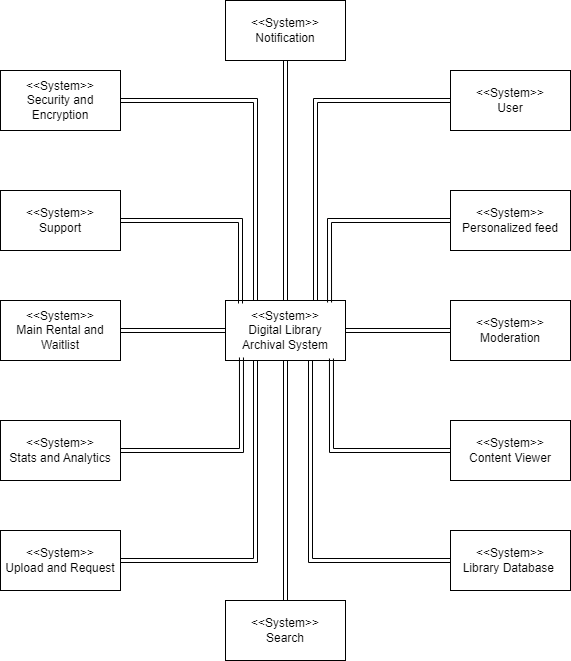 <<System>>
Notification
<<System>>
Security and
Encryption
<<System>>
User
<<System>>
Support
<<System>>
Personalized feed
<<System>>
Main Rental and
Waitlist
<<System>>
Digital Library
Archival System
<<System>>
Moderation
<<System>>
Stats and Analytics
<<System>>
Content Viewer
<<System>>
Upload and Request
<<System>>
Library Database
<<System>>
Search